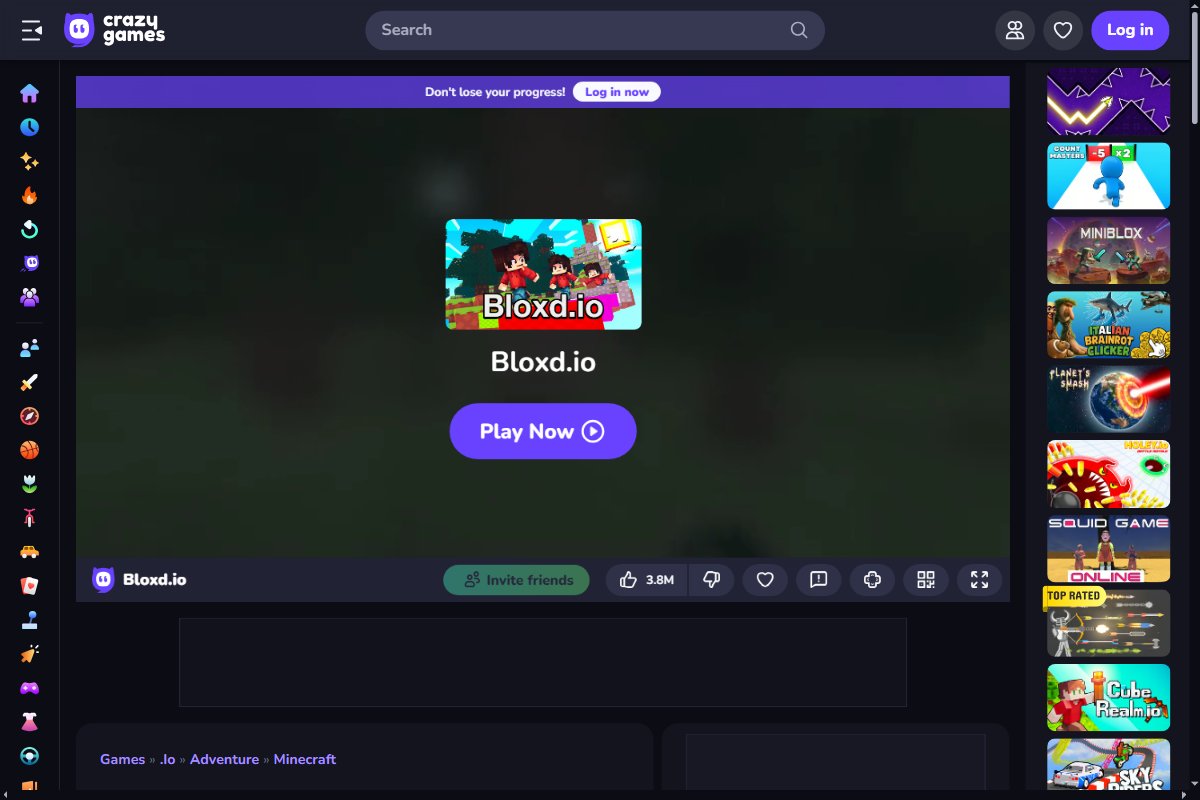 crazy
games
Search
Log in
Don't lose your progress!
Log in now
Bloxd.io
Bloxd.io
Play Now
Bloxd.io
Invite friends
3.8M
Games » .Io » Adventure » Minecraft
COUNT
MASTERS
-5
x2
MINIBLOX
ITALIAN
BRAINROT
CLICKER
PLANET'S
SMASH
HOLEY.IO
SQUID GAME
ONLINE
TOP RATED
Cube
Realm.io
SKY
RIDERS